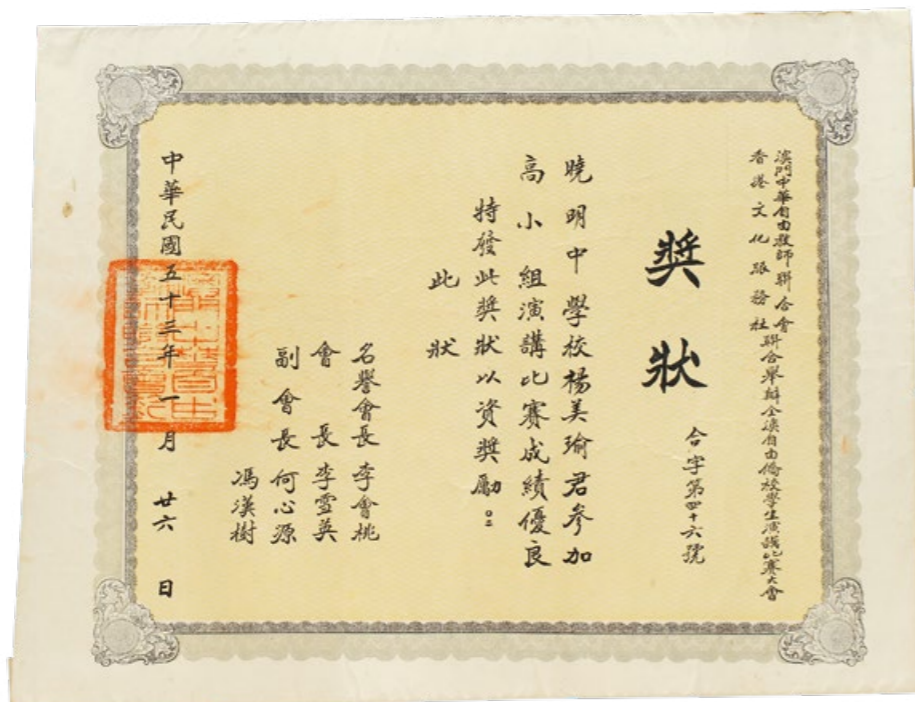 澳門中華自由教師聯合會
香港文化服務社
聯合舉辦全澳自由僑校學生演講比賽大會
獎狀
合字第四十六號
曉明中學校楊美瑜君參加
高小組演講比賽成績優良
特發此獎狀以資獎勵。
此狀
名譽會長李會桃
會長李雪英
副會長何心源
馮漢樹
中華民國五十三年一月廿六日